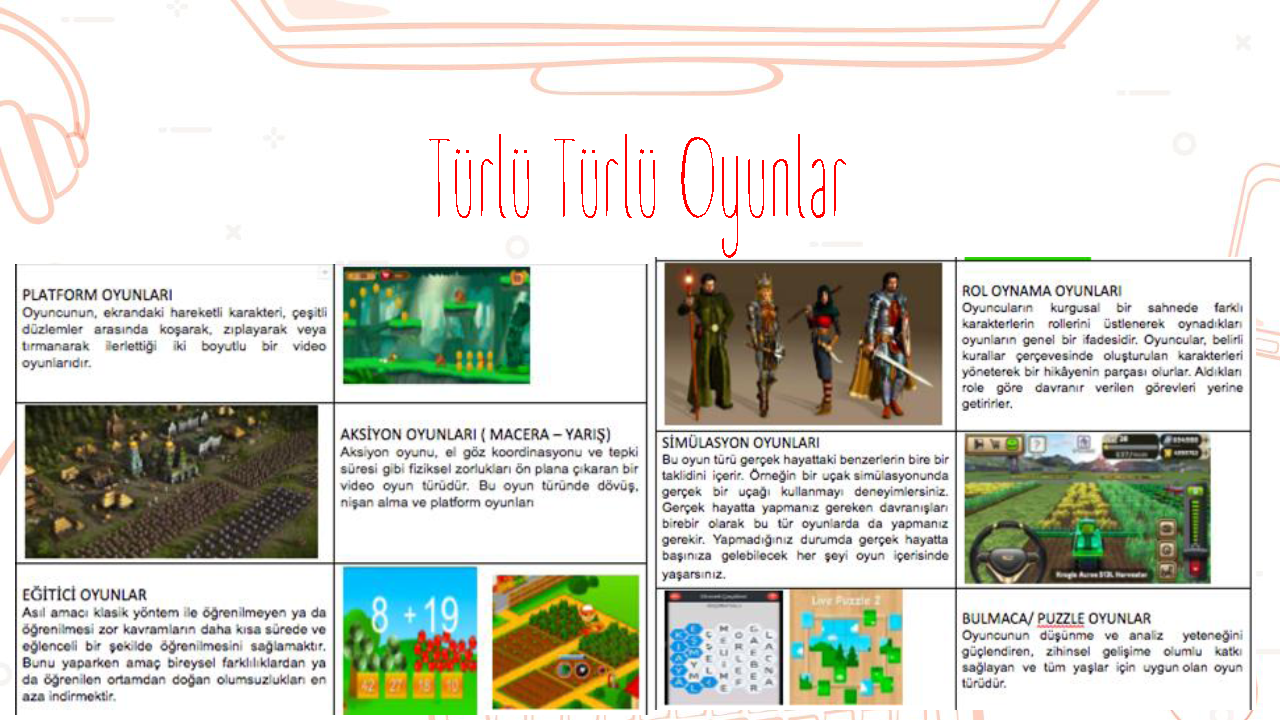 Türlü Türlü Oyunlar
PLATFORM OYUNLARI
Oyuncunun, ekrandaki hareketli karakteri, çeşitli
düzlemler arasında koşarak, zıplayarak veya
tırmanarak ilerlettiği iki boyutlu bir video
oyunlarıdır.
AKSİYON OYUNLARI ( MACERA – YARIŞ)
Aksiyon oyunu, el göz koordinasyonu ve tepki
süresi gibi fiziksel zorlukları ön plana çıkaran bir
video oyun türüdür. Bu oyun türünde dövüş,
nişan alma ve platform oyunları
EĞİTİCİ OYUNLAR
Asıl amacı klasik yöntem ile öğrenilmeyen ya da
öğrenilmesi zor kavramların daha kısa sürede ve
eğlenceli bir şekilde öğrenilmesini sağlamaktır.
Bunu yaparken amaç bireysel farklılıklardan ya
da öğrenilen ortamdan doğan olumsuzlukları en
aza indirmektir.
8 + 19
42 27 18 10
ROL OYNAMA OYUNLARI
Oyuncuların kurgusal bir sahnede farklı
karakterlerin rollerini üstlenerek oynadıkları
oyunların genel bir ifadesidir. Oyuncular, belirli
kurallar çerçevesinde oluşturulan karakterleri
yöneterek bir hikâyenin parçası olurlar. Aldıkları
role göre davranır verilen görevleri yerine
getirirler.
SİMÜLASYON OYUNLARI
Bu oyun türü gerçek hayattaki benzerlerin bire bir
taklidini içerir. Örneğin bir uçak simülasyonunda
gerçek bir uçağı kullanmayı deneyimlersiniz.
Gerçek hayatta yapmanız gereken davranışları
birebir olarak bu tür oyunlarda da yapmanız
gerekir. Yapmadığınız durumda gerçek hayatta
başınıza gelebilecek her şeyi oyun içerisinde
yaşarsınız.
Live Puzzle 2
BULMACA/ PUZZLE OYUNLAR
Oyuncunun düşünme ve analiz yeteneğini
güçlendiren, zihinsel gelişime olumlu katkı
sağlayan ve tüm yaşlar için uygun olan oyun
türüdür.